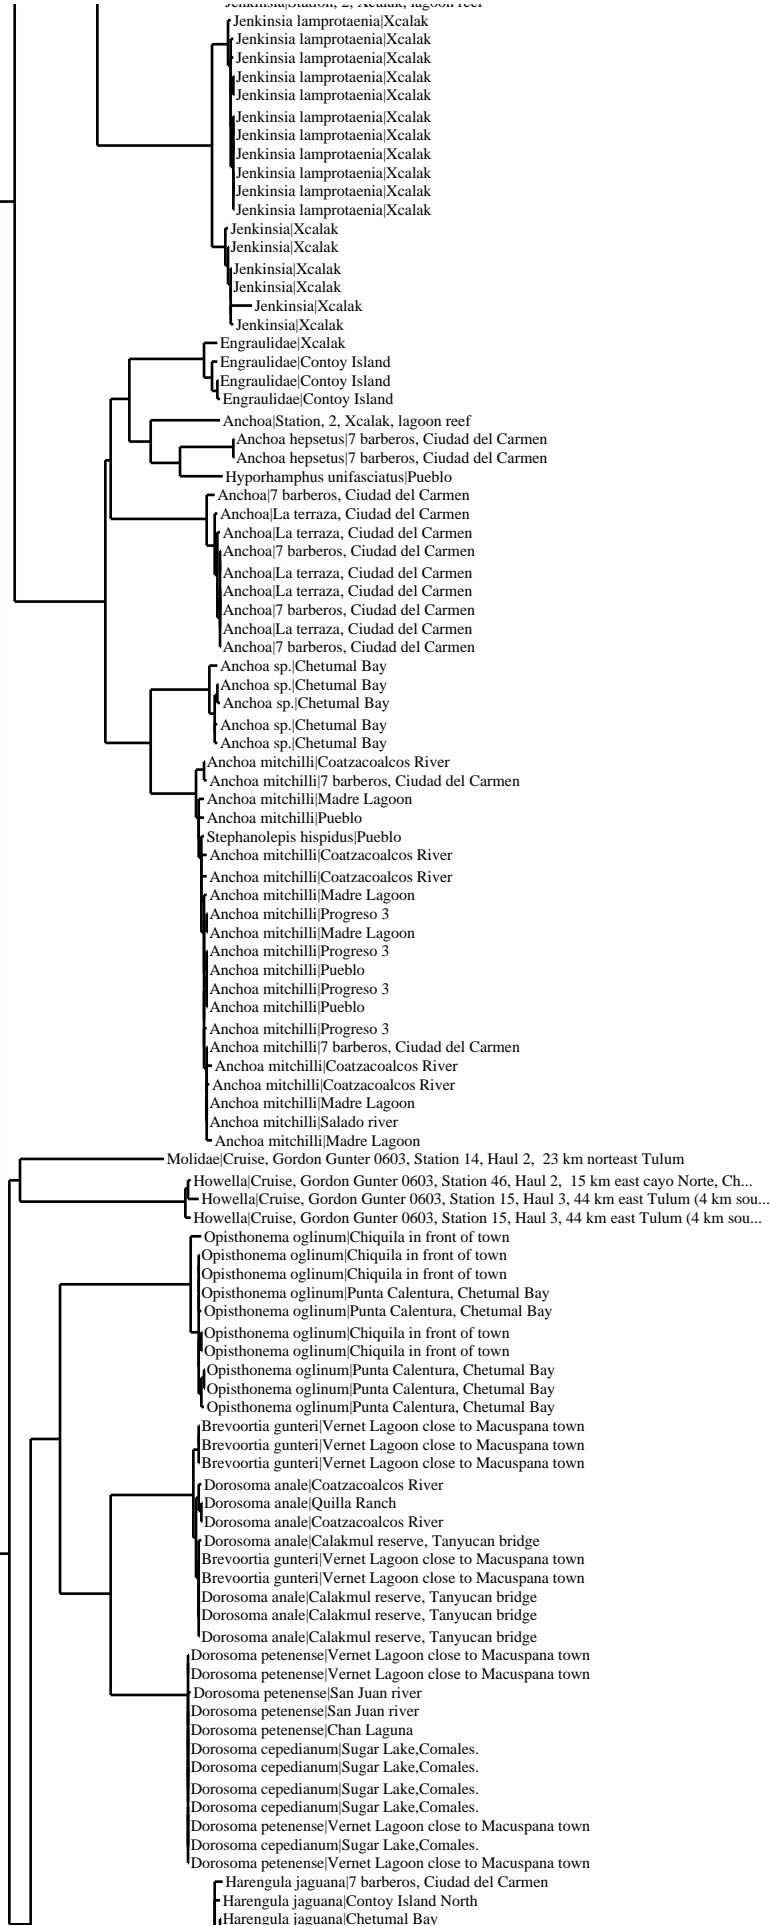 Jenkinsia|Station, 2, Xcalak, lagoon reef
Jenkinsia lamprotaenia|Xcalak
Jenkinsia lamprotaenia|Xcalak
Jenkinsia lamprotaenia|Xcalak
Jenkinsia lamprotaenia|Xcalak
Jenkinsia lamprotaenia|Xcalak
Jenkinsia lamprotaenia|Xcalak
Jenkinsia lamprotaenia|Xcalak
Jenkinsia lamprotaenia|Xcalak
Jenkinsia lamprotaenia|Xcalak
Jenkinsia lamprotaenia|Xcalak
Jenkinsia lamprotaenia|Xcalak
Jenkinsia|Xcalak
Jenkinsia|Xcalak
Jenkinsia|Xcalak
Jenkinsia|Xcalak
Jenkinsia|Xcalak
Jenkinsia|Xcalak
Engraulidae|Xcalak
Engraulidae|Contoy Island
Engraulidae|Contoy Island
Engraulidae|Contoy Island
Anchoa|Station, 2, Xcalak, lagoon reef
Anchoa hepsetus|7 barberos, Ciudad del Carmen
Anchoa hepsetus|7 barberos, Ciudad del Carmen
Hyporhamphus unifasciatus|Pueblo
Anchoa|7 barberos, Ciudad del Carmen
Anchoa|La terraza, Ciudad del Carmen
Anchoa|La terraza, Ciudad del Carmen
Anchoa|7 barberos, Ciudad del Carmen
Anchoa|La terraza, Ciudad del Carmen
Anchoa|La terraza, Ciudad del Carmen
Anchoa|7 barberos, Ciudad del Carmen
Anchoa|La terraza, Ciudad del Carmen
Anchoa|7 barberos, Ciudad del Carmen
Anchoa sp.|Chetumal Bay
Anchoa sp.|Chetumal Bay
Anchoa sp.|Chetumal Bay
Anchoa sp.|Chetumal Bay
Anchoa sp.|Chetumal Bay
Anchoa mitchilli|Coatzacoalcos River
Anchoa mitchilli|7 barberos, Ciudad del Carmen
Anchoa mitchilli|Madre Lagoon
Anchoa mitchilli|Pueblo
Stephanolepis hispidus|Pueblo
Anchoa mitchilli|Coatzacoalcos River
Anchoa mitchilli|Coatzacoalcos River
Anchoa mitchilli|Madre Lagoon
Anchoa mitchilli|Progreso 3
Anchoa mitchilli|Madre Lagoon
Anchoa mitchilli|Progreso 3
Anchoa mitchilli|Pueblo
Anchoa mitchilli|Progreso 3
Anchoa mitchilli|Pueblo
Anchoa mitchilli|Progreso 3
Anchoa mitchilli|7 barberos, Ciudad del Carmen
Anchoa mitchilli|Coatzacoalcos River
Anchoa mitchilli|Coatzacoalcos River
Anchoa mitchilli|Madre Lagoon
Anchoa mitchilli|Salado river
Anchoa mitchilli|Madre Lagoon
Molidae|Cruise, Gordon Gunter 0603, Station 14, Haul 2,  23 km norteast Tulum
Howella|Cruise, Gordon Gunter 0603, Station 46, Haul 2,  15 km east cayo Norte, Ch...
Howella|Cruise, Gordon Gunter 0603, Station 15, Haul 3, 44 km east Tulum (4 km sou...
Howella|Cruise, Gordon Gunter 0603, Station 15, Haul 3, 44 km east Tulum (4 km sou...
Opisthonema oglinum|Chiquila in front of town
Opisthonema oglinum|Chiquila in front of town
Opisthonema oglinum|Chiquila in front of town
Opisthonema oglinum|Punta Calentura, Chetumal Bay
Opisthonema oglinum|Punta Calentura, Chetumal Bay
Opisthonema oglinum|Chiquila in front of town
Opisthonema oglinum|Chiquila in front of town
Opisthonema oglinum|Punta Calentura, Chetumal Bay
Opisthonema oglinum|Punta Calentura, Chetumal Bay
Opisthonema oglinum|Punta Calentura, Chetumal Bay
Brevoortia gunteri|Vernet Lagoon close to Macuspana town
Brevoortia gunteri|Vernet Lagoon close to Macuspana town
Brevoortia gunteri|Vernet Lagoon close to Macuspana town
Dorosoma anale|Coatzacoalcos River
Dorosoma anale|Quilla Ranch
Dorosoma anale|Coatzacoalcos River
Dorosoma anale|Calakmul reserve, Tanyucan bridge
Brevoortia gunteri|Vernet Lagoon close to Macuspana town
Brevoortia gunteri|Vernet Lagoon close to Macuspana town
Dorosoma anale|Calakmul reserve, Tanyucan bridge
Dorosoma anale|Calakmul reserve, Tanyucan bridge
Dorosoma anale|Calakmul reserve, Tanyucan bridge
Dorosoma petenense|Vernet Lagoon close to Macuspana town
Dorosoma petenense|Vernet Lagoon close to Macuspana town
Dorosoma petenense|San Juan river
Dorosoma petenense|San Juan river
Dorosoma petenense|Chan Laguna
Dorosoma cepedianum|Sugar Lake,Comales.
Dorosoma cepedianum|Sugar Lake,Comales.
Dorosoma cepedianum|Sugar Lake,Comales.
Dorosoma cepedianum|Sugar Lake,Comales.
Dorosoma petenense|Vernet Lagoon close to Macuspana town
Dorosoma cepedianum|Sugar Lake,Comales.
Dorosoma petenense|Vernet Lagoon close to Macuspana town
Harengula jaguana|7 barberos, Ciudad del Carmen
Harengula jaguana|Contoy Island North
Harengula jaguana|Chetumal Bay